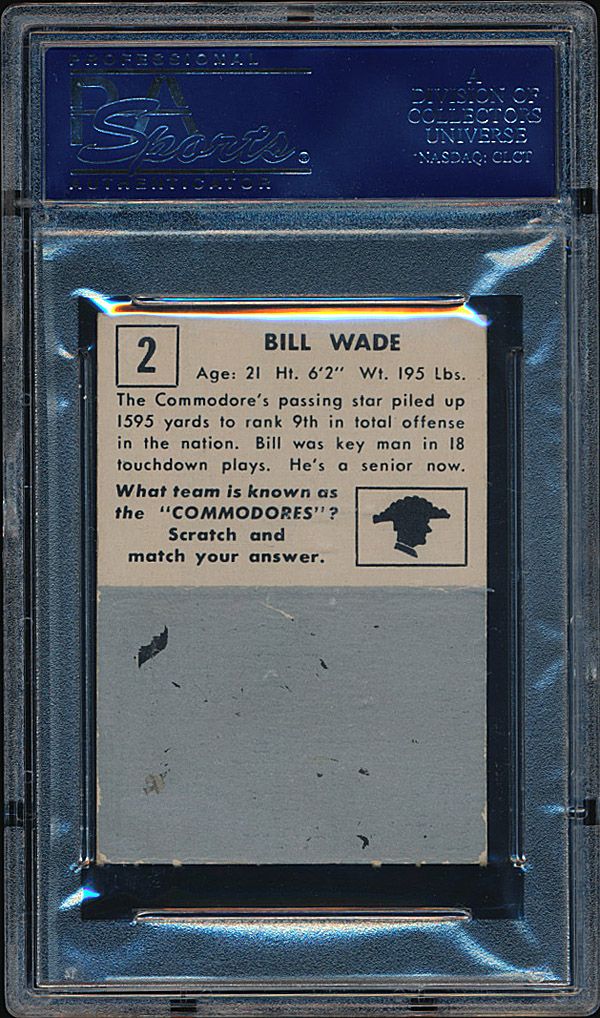 PROFESSIONAL
PSA
Sports®
AUTHENTICATOR
A
DIVISION OF
COLLECTORS
UNIVERSE
NASDAQ: CLCT
2
BILL WADE
Age: 21 Ht. 6'2" Wt. 195 Lbs.
The Commodore's passing star piled up
1595 yards to rank 9th in total offense
in the nation. Bill was key man in 18
touchdown plays. He's a senior now.
What team is known as
the "COMMODORES"?
Scratch and
match your answer.